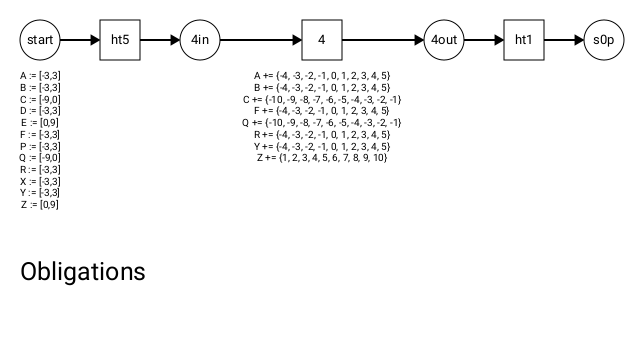 start ht5 4in 4 4out ht1 s0p
A := [-3,3]
B := [-3,3]
C := [-9,0]
D := [-3,3]
E := [0,9]
F := [-3,3]
P := [-3,3]
Q := [-9,0]
R := [-3,3]
X := [-3,3]
Y := [-3,3]
Z := [0,9]
A += {-4, -3, -2, -1, 0, 1, 2, 3, 4, 5}
B += {-4, -3, -2, -1, 0, 1, 2, 3, 4, 5}
C += {-10, -9, -8, -7, -6, -5, -4, -3, -2, -1}
F += {-4, -3, -2, -1, 0, 1, 2, 3, 4, 5}
Q += {-10, -9, -8, -7, -6, -5, -4, -3, -2, -1}
R += {-4, -3, -2, -1, 0, 1, 2, 3, 4, 5}
Y += {-4, -3, -2, -1, 0, 1, 2, 3, 4, 5}
Z += {1, 2, 3, 4, 5, 6, 7, 8, 9, 10}
Obligations